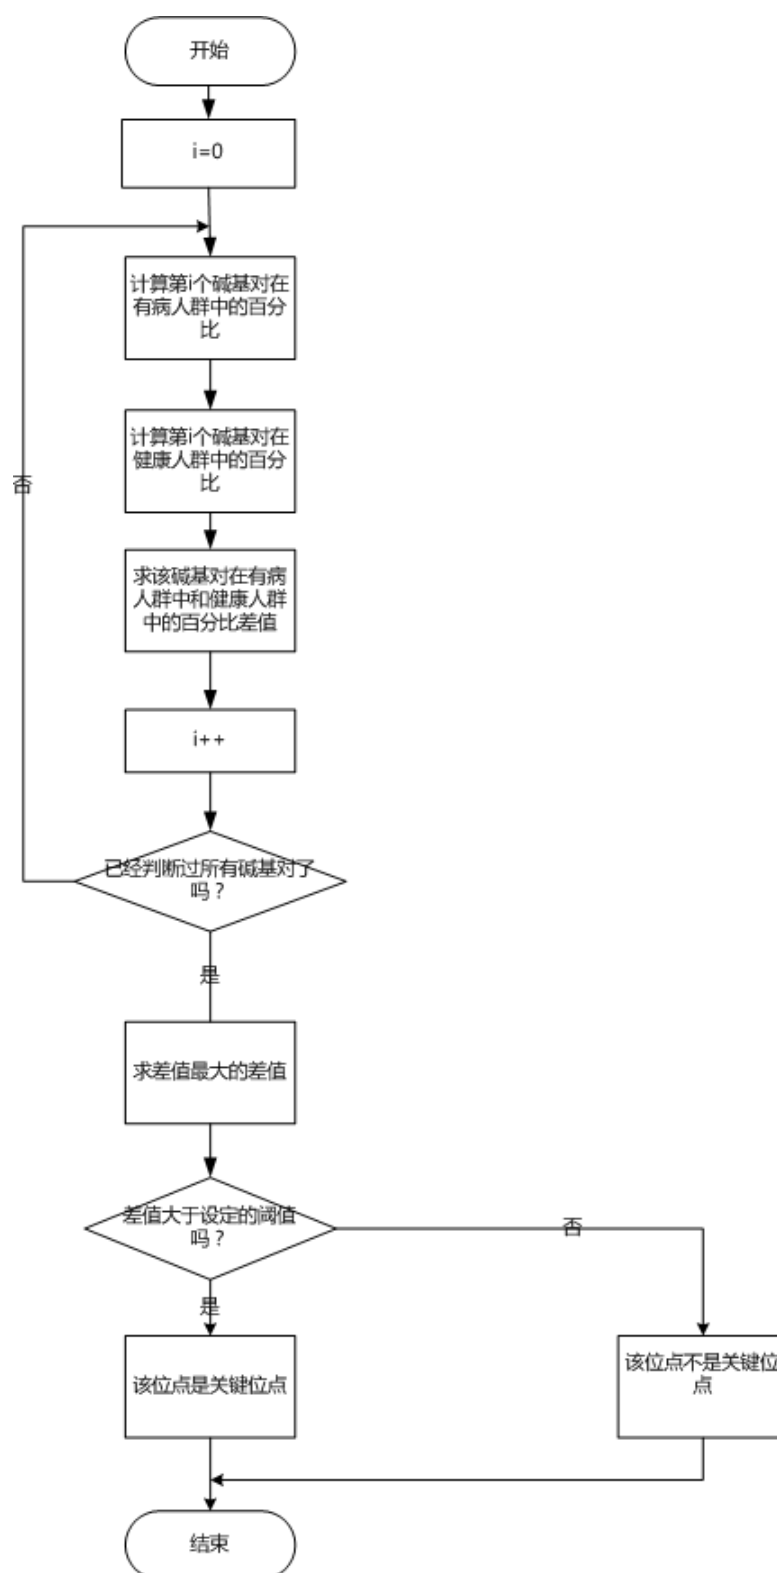 开始
i=0
计算第i个碱基对在
有病人群中的百分
比
计算第i个碱基对在
健康人群中的百分
比
否
求该碱基对在有病
人群中和健康人群
中的百分比差值
i++
已经判断过所有碱基对了
吗？
是
求差值最大的差值
差值大于设定的阈值
吗？
否
是
该位点是关键位点
该位点不是关键位
点
结束